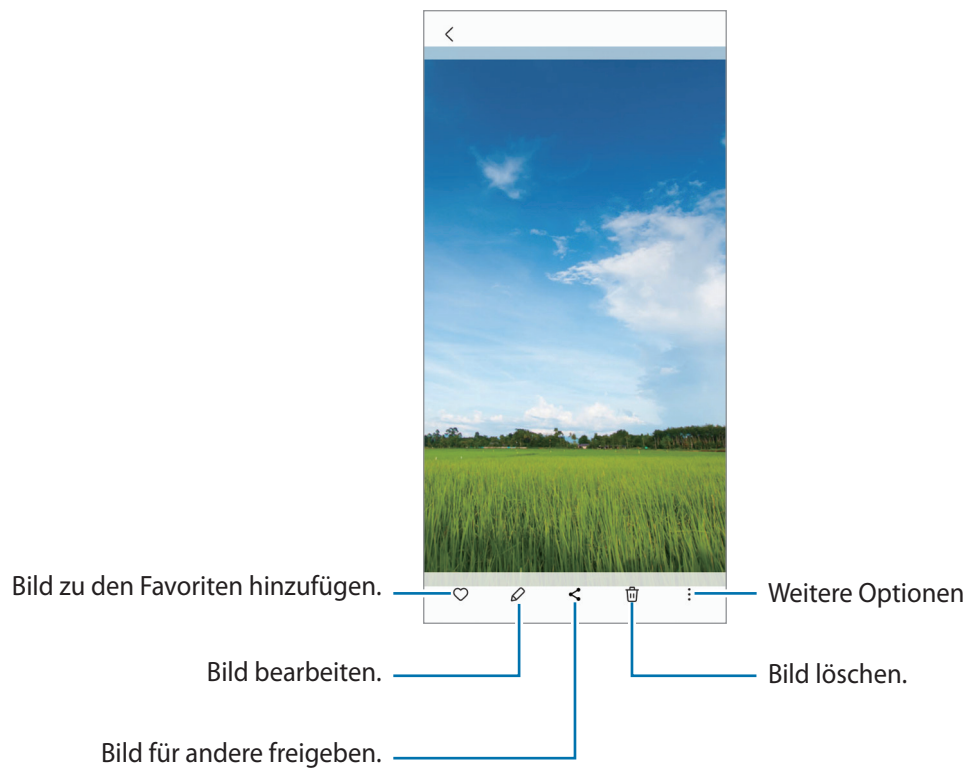 Bild zu den Favoriten hinzufügen.
Weitere Optionen
Bild bearbeiten.
Bild löschen.
Bild für andere freigeben.